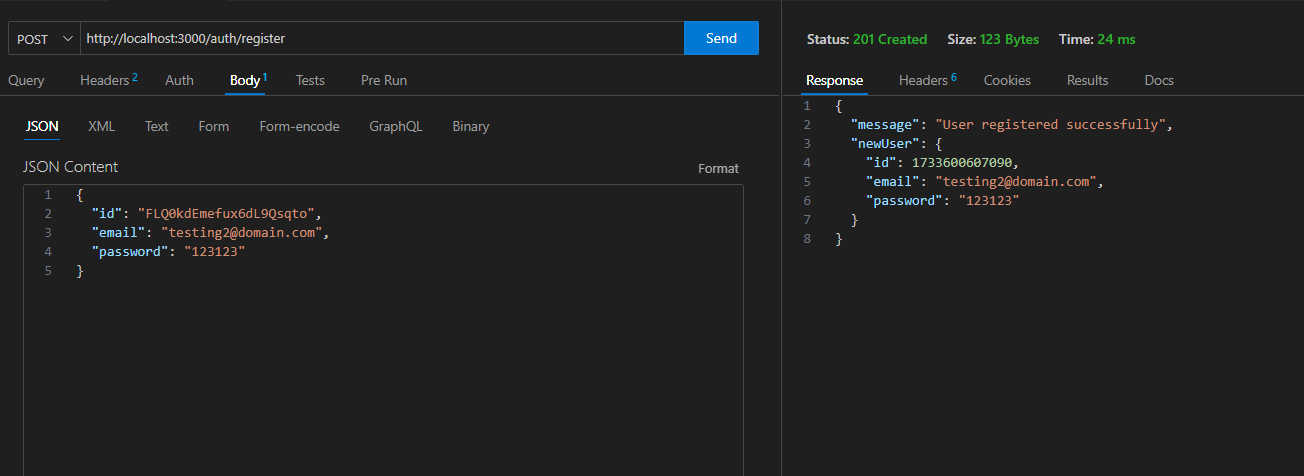 POST http://localhost:3000/auth/register Send
Query Headers 2 Auth Body 1 Tests Pre Run
JSON XML Text Form Form-encode GraphQL Binary
JSON Content Format
1 {
2 "id": "FLQ0kdEmefux6dL9Qsqto",
3 "email": "testing2@domain.com",
4 "password": "123123"
5 }
Status: 201 Created Size: 123 Bytes Time: 24 ms
Response Headers 6 Cookies Results Docs
1 {
2 "message": "User registered successfully",
3 "newUser": {
4 "id": 1733600607090,
5 "email": "testing2@domain.com",
6 "password": "123123"
7 }
8 }